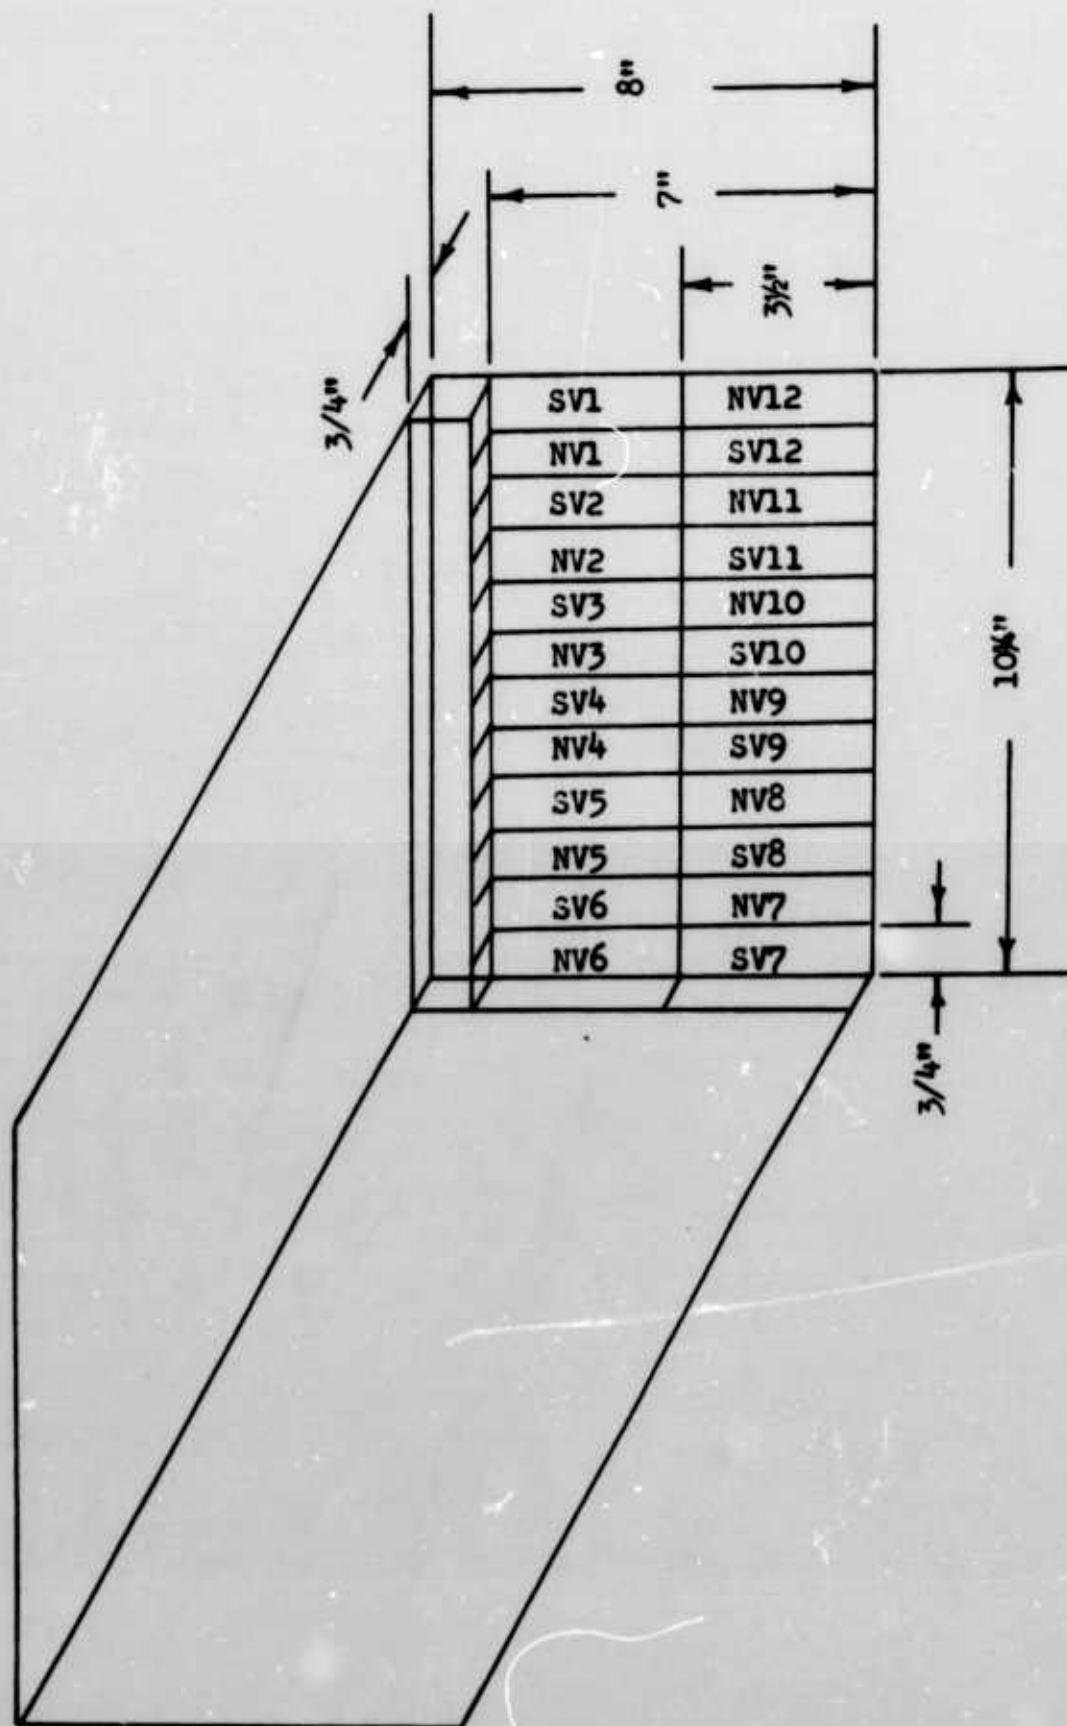 8"
7"
3½"
3/4"
SV1 NV12
NV1 SV12
SV2 NV11
NV2 SV11
SV3 NV10
NV3 SV10
SV4 NV9
NV4 SV9
SV5 NV8
NV5 SV8
SV6 NV7
NV6 SV7
10¾"
3/4"